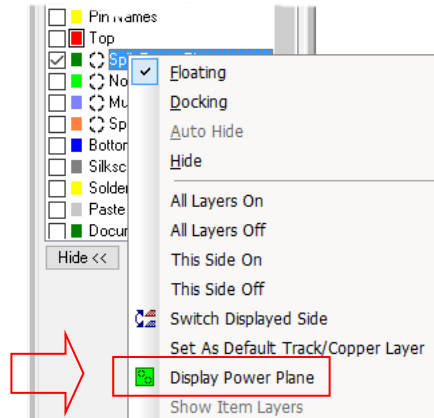 Pin Names
Top
Bottor
Silksc
Solder
Paste
Docur
Hide <<
Floating
Docking
Auto Hide
Hide
All Layers On
All Layers Off
This Side On
This Side Off
Switch Displayed Side
Set As Default Track/Copper Layer
Display Power Plane
Show Item Layers